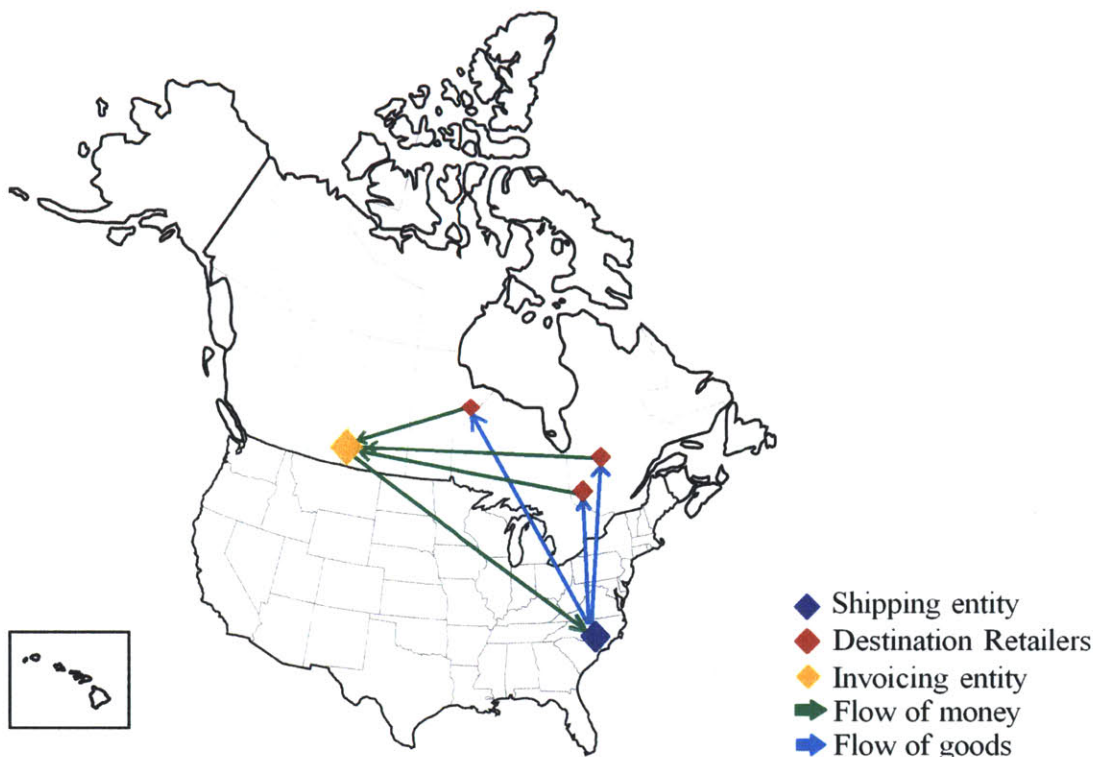 Shipping entity
Destination Retailers
Invoicing entity
Flow of money
Flow of goods